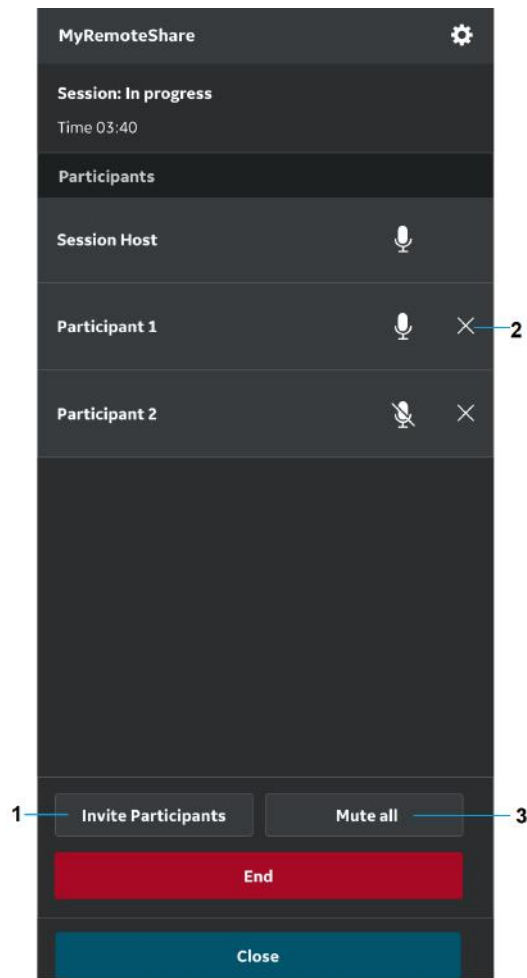 MyRemoteShare
Session: In progress
Time 03:40
Participants
Session Host
Participant 1
2
Participant 2
1
Invite Participants
Mute all
3
End
Close